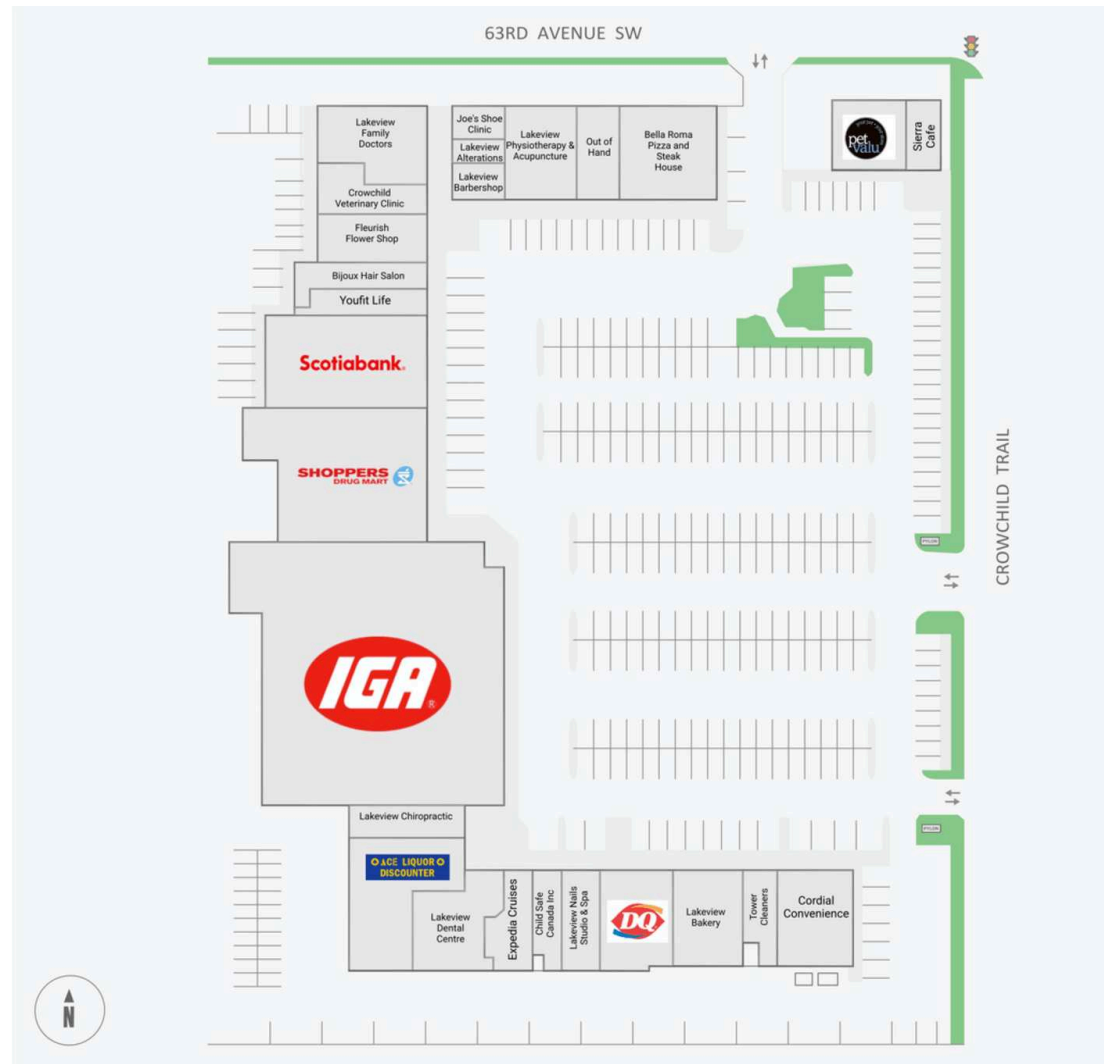 63RD AVENUE SW
Lakeview
Family
Doctors
Joe's Shoe
Clinic
Lakeview
Alterations
Lakeview
Barbershop
Lakeview
Physiotherapy &
Acupuncture
Out of
Hand
Bella Roma
Pizza and
Steak
House
pet
valu
Sierra
Cafe
Crowchild
Veterinary Clinic
Fleurish
Flower Shop
Bijoux Hair Salon
Youfit Life
Scotiabank
SHOPPERS
DRUG MART
CROWCHILD TRAIL
PYLON
IGA
Lakeview Chiropractic
PYLON
ACE LIQUOR
DISCOUNTER
Lakeview
Dental
Centre
Expedia Cruises
Child Safe
Canada Inc
Lakeview Nails
Studio & Spa
DQ
Lakeview
Bakery
Tower
Cleaners
Cordial
Convenience
N